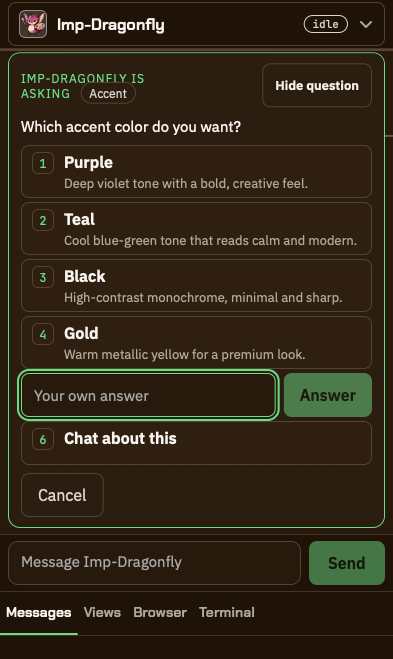 Imp-Dragonfly
idle
IMP-DRAGONFLY IS
ASKING Accent
Hide question
Which accent color do you want?
1 Purple
Deep violet tone with a bold, creative feel.
2 Teal
Cool blue-green tone that reads calm and modern.
3 Black
High-contrast monochrome, minimal and sharp.
4 Gold
Warm metallic yellow for a premium look.
Your own answer Answer
6 Chat about this
Cancel
Message Imp-Dragonfly Send
Messages Views Browser Terminal